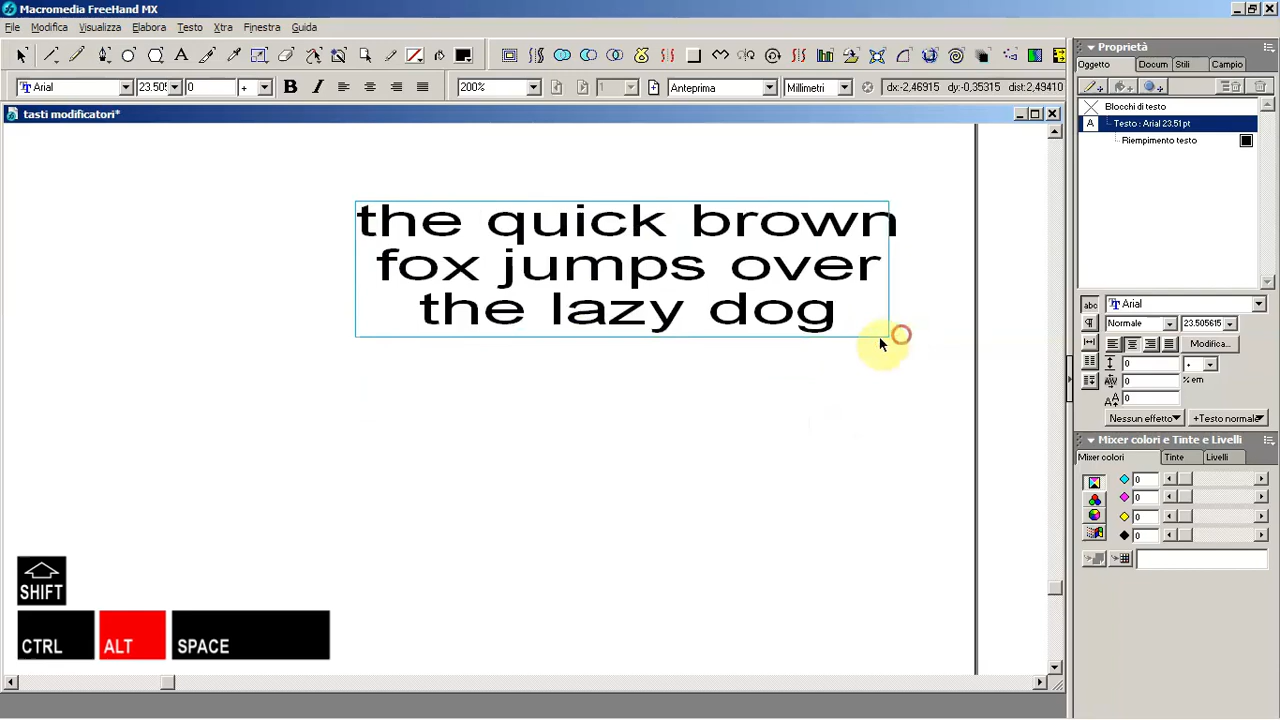 Macromedia FreeHand MX
File Modifica Visualizza Elabora Testo Xtra Finestra Guida
Arial 23.505 0 + B I 200% 1 Anteprima Millimetri dx:-2,46915 dy:-0,35315 dist:2,49410
tasti modificatori*
the quick brown
fox jumps over
the lazy dog
SHIFT
CTRL ALT SPACE
Proprietà
Oggetto Docum Stili Campio
Blocchi di testo
A Testo : Arial 23.51pt
Riempimento testo
abc Arial
Normale 23.505615
Modifica...
0 +
0 % em
0
Nessun effetto +Testo normale
Mixer colori e Tinte e Livelli
Mixer colori Tinte Livelli
0
0
0
0